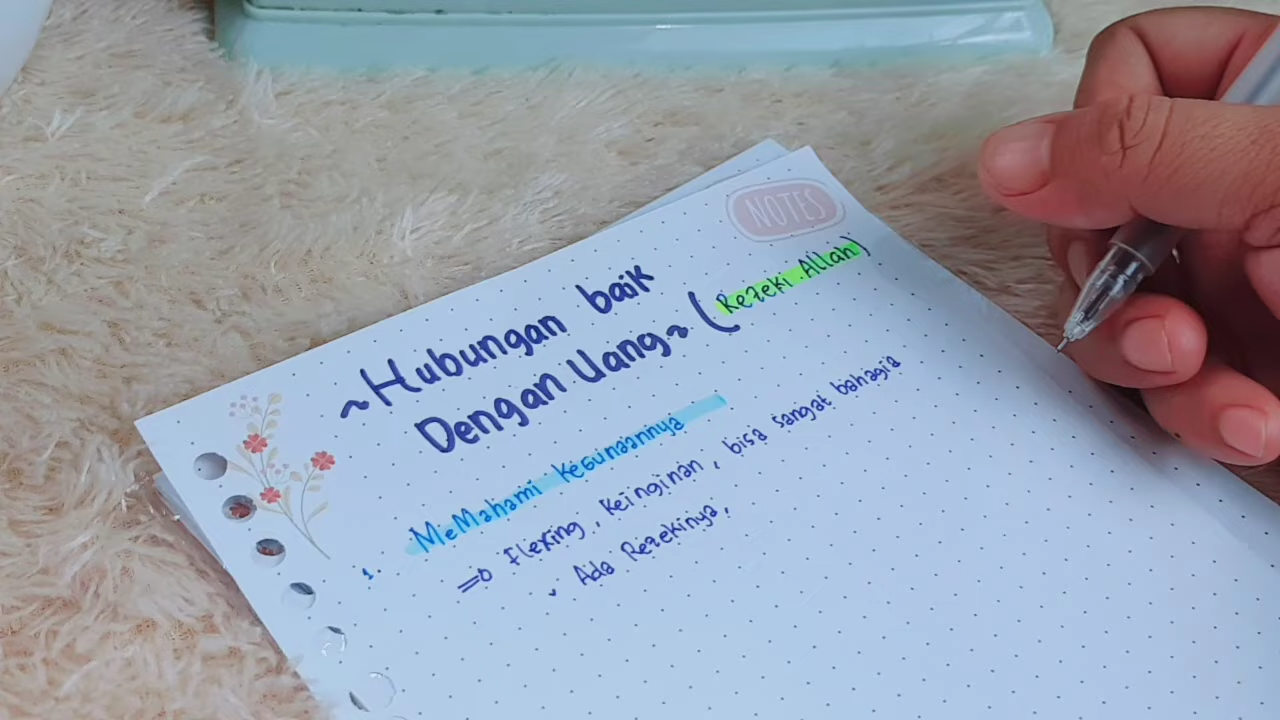 NOTES
~Hubungan baik
Dengan Uang~ (Rezeki Allah)
1. Memahami Kegunaannya
=> Flexing, Keinginan, bisa sangat bahagia
. Ada Rezekinya,